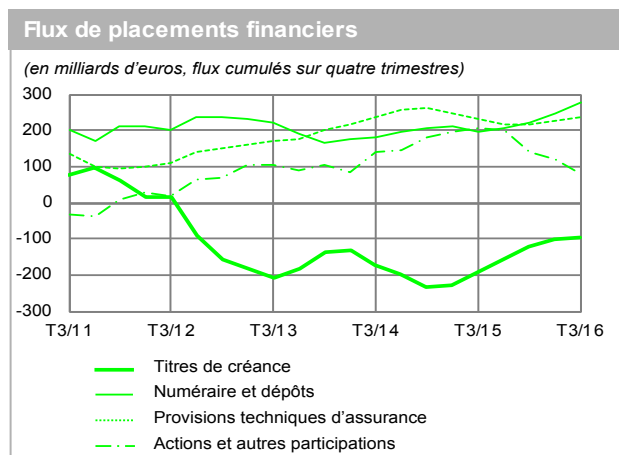 Flux de placements financiers
(en milliards d'euros, flux cumulés sur quatre trimestres)
300
200
100
0
-100
-200
-300
T3/11 T3/12 T3/13 T3/14 T3/15 T3/16
Titres de créance
Numéraire et dépôts
Provisions techniques d'assurance
Actions et autres participations